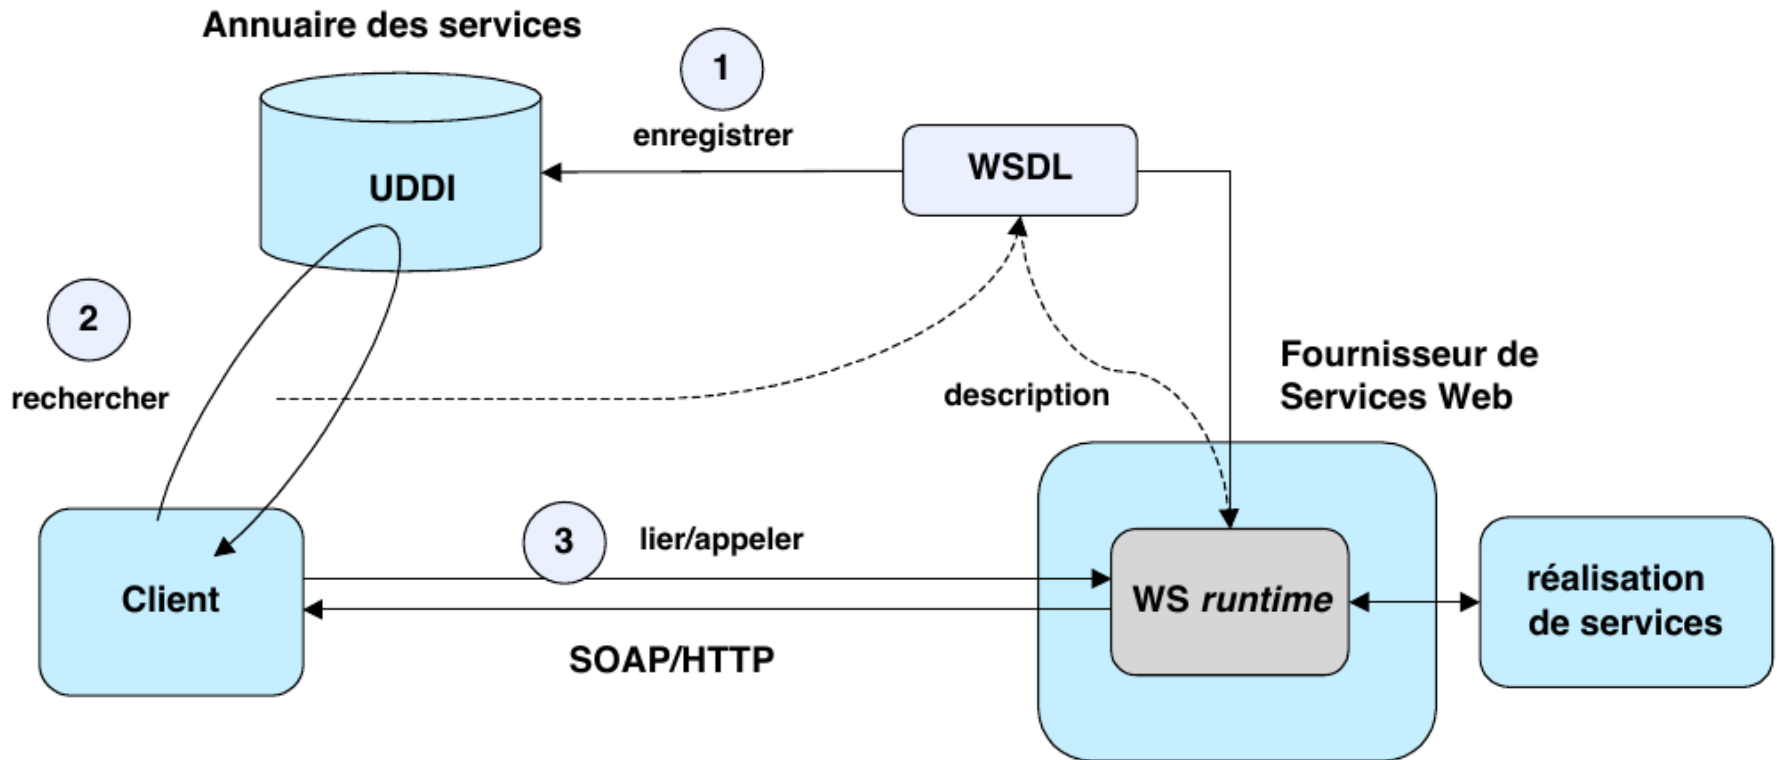 Annuaire des services
1
enregistrer
WSDL
UDDI
2
rechercher
description
Fournisseur de
Services Web
3
lier/appeler
Client
WS runtime
réalisation
de services
SOAP/HTTP